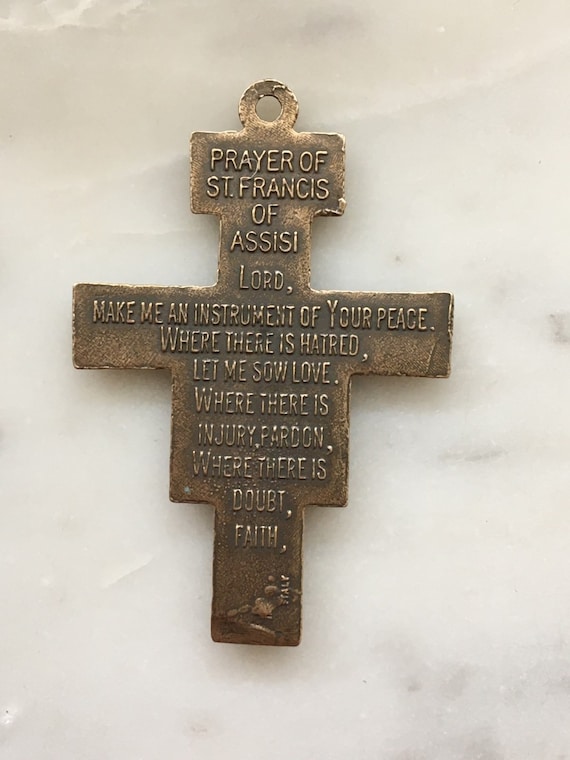 PRAYER OF
ST. FRANCIS
OF
ASSISI
LORD,
MAKE ME AN INSTRUMENT OF YOUR PEACE.
WHERE THERE IS HATRED,
LET ME SOW LOVE.
WHERE THERE IS
INJURY, PARDON,
WHERE THERE IS
DOUBT,
FAITH,
ITALY